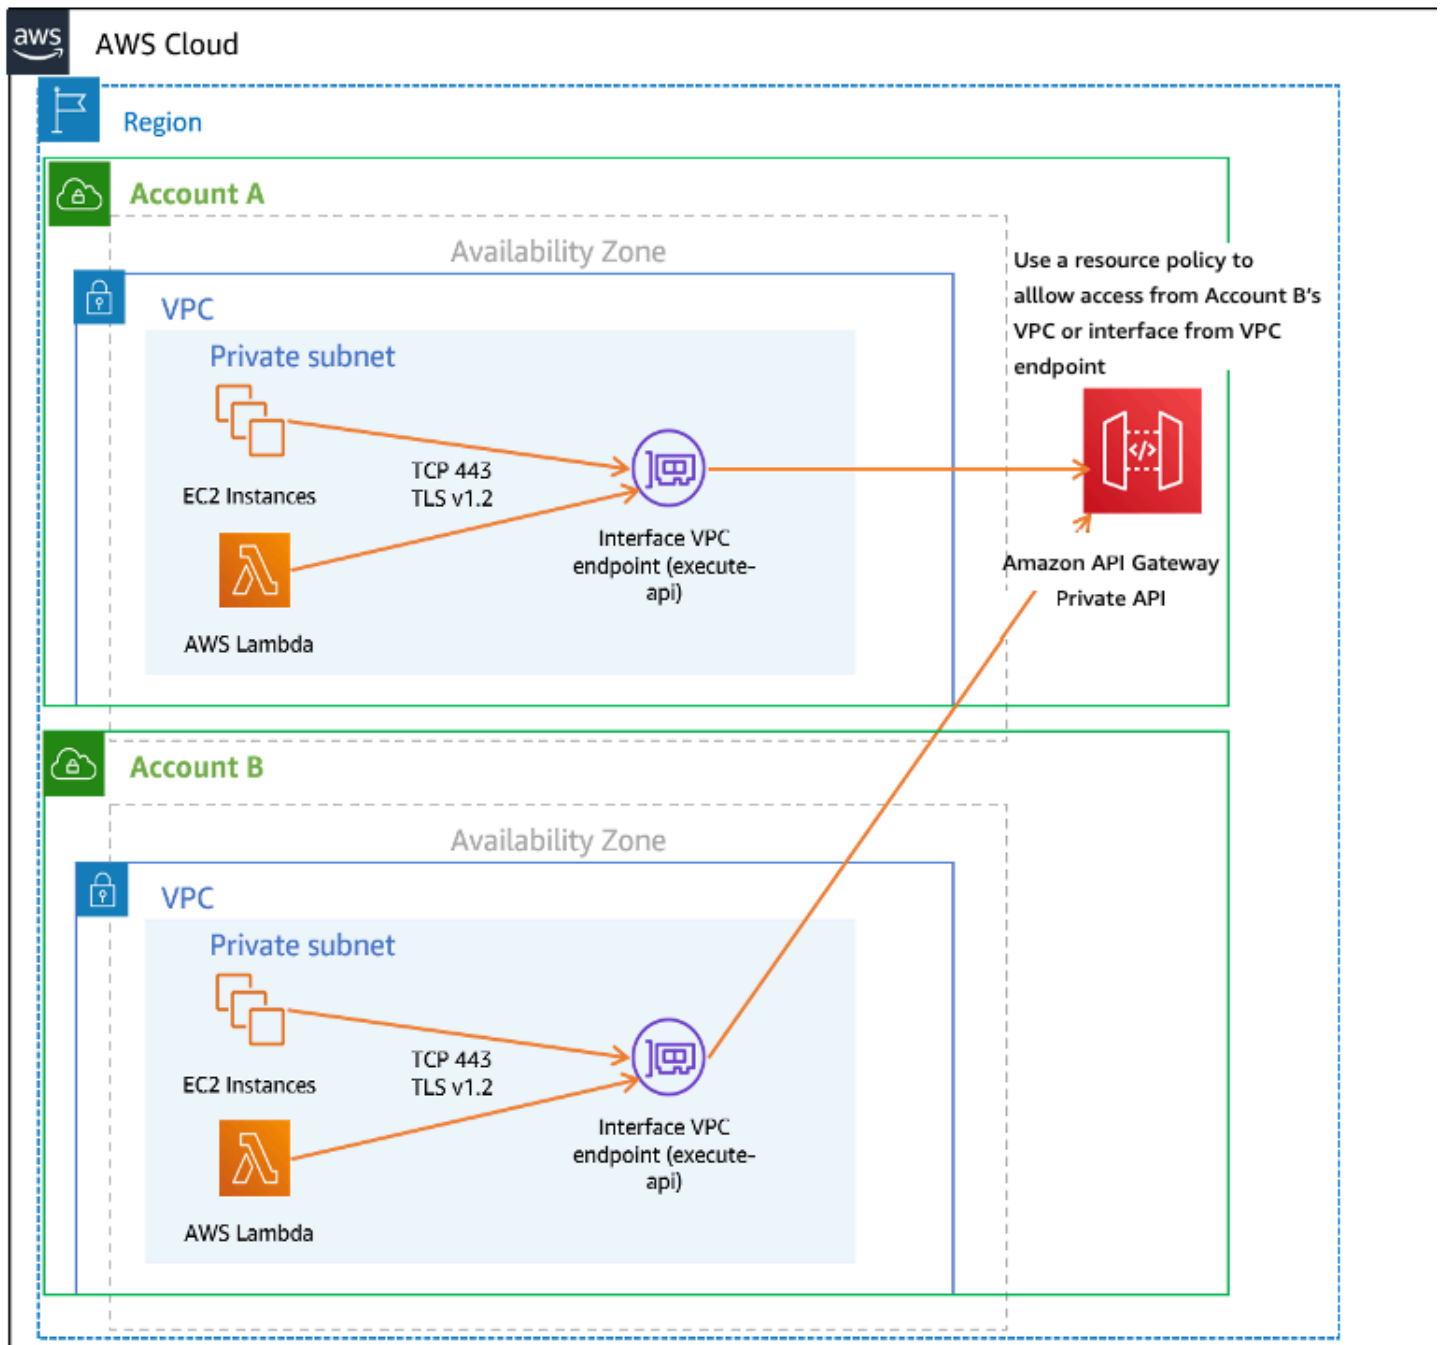 aws
AWS Cloud
Region
Account A
Availability Zone
VPC
Private subnet
EC2 Instances
TCP 443
TLS v1.2
AWS Lambda
Interface VPC
endpoint (execute-
api)
Use a resource policy to
alllow access from Account B’s
VPC or interface from VPC
endpoint
</>
Amazon API Gateway
Private API
Account B
Availability Zone
VPC
Private subnet
EC2 Instances
TCP 443
TLS v1.2
AWS Lambda
Interface VPC
endpoint (execute-
api)